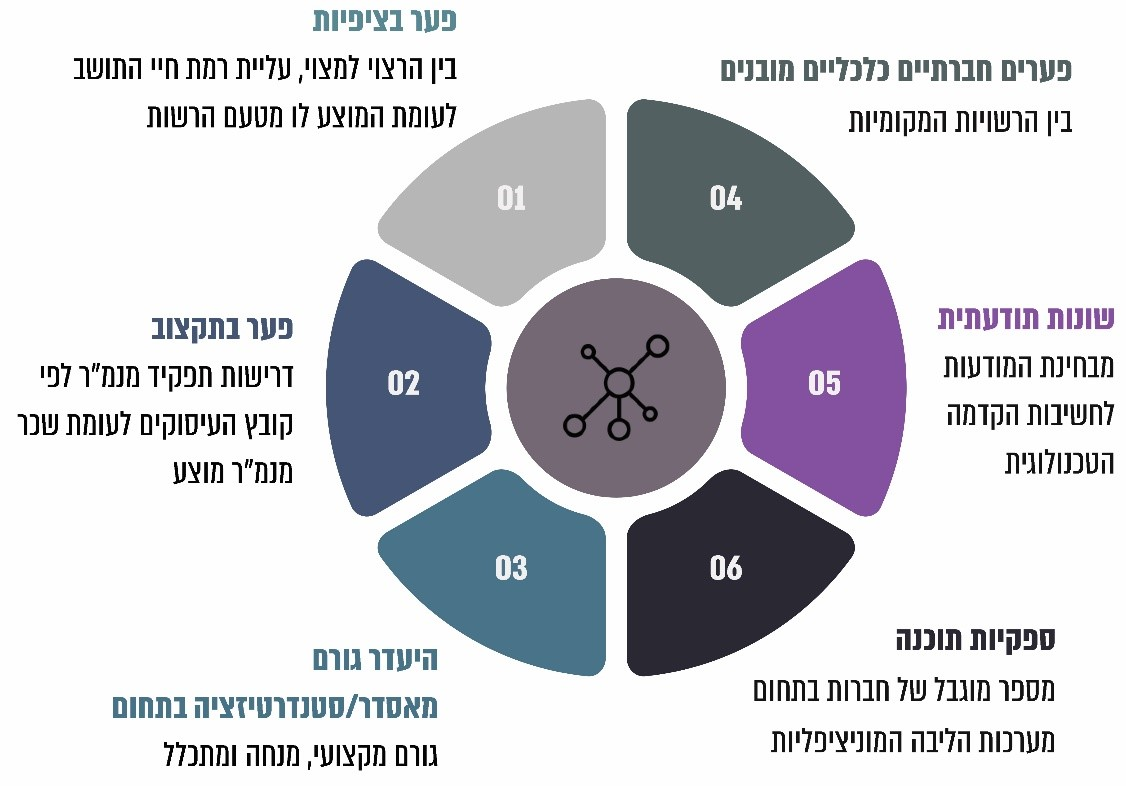 פער בציפיות
בין הרצוי למצוי, עליית רמת חיי התושב
לעומת המוצע לו מטעם הרשות
01
פער בתקצוב
דרישות תפקיד מנמ"ר לפי
קובץ העיסוקים לעומת שכר
מנמ"ר מוצע
02
היעדר גורם
מאסדר/סטנדרטיזציה בתחום
גורם מקצועי, מנחה ומתכלל
03
פערים חברתיים כלכליים מובנים
בין הרשויות המקומיות
04
שונות תודעתית
מבחינת המודעות
לחשיבות הקדמה
הטכנולוגית
05
ספקיות תוכנה
מספר מוגבל של חברות בתחום
מערכות הליבה המוניציפליות
06